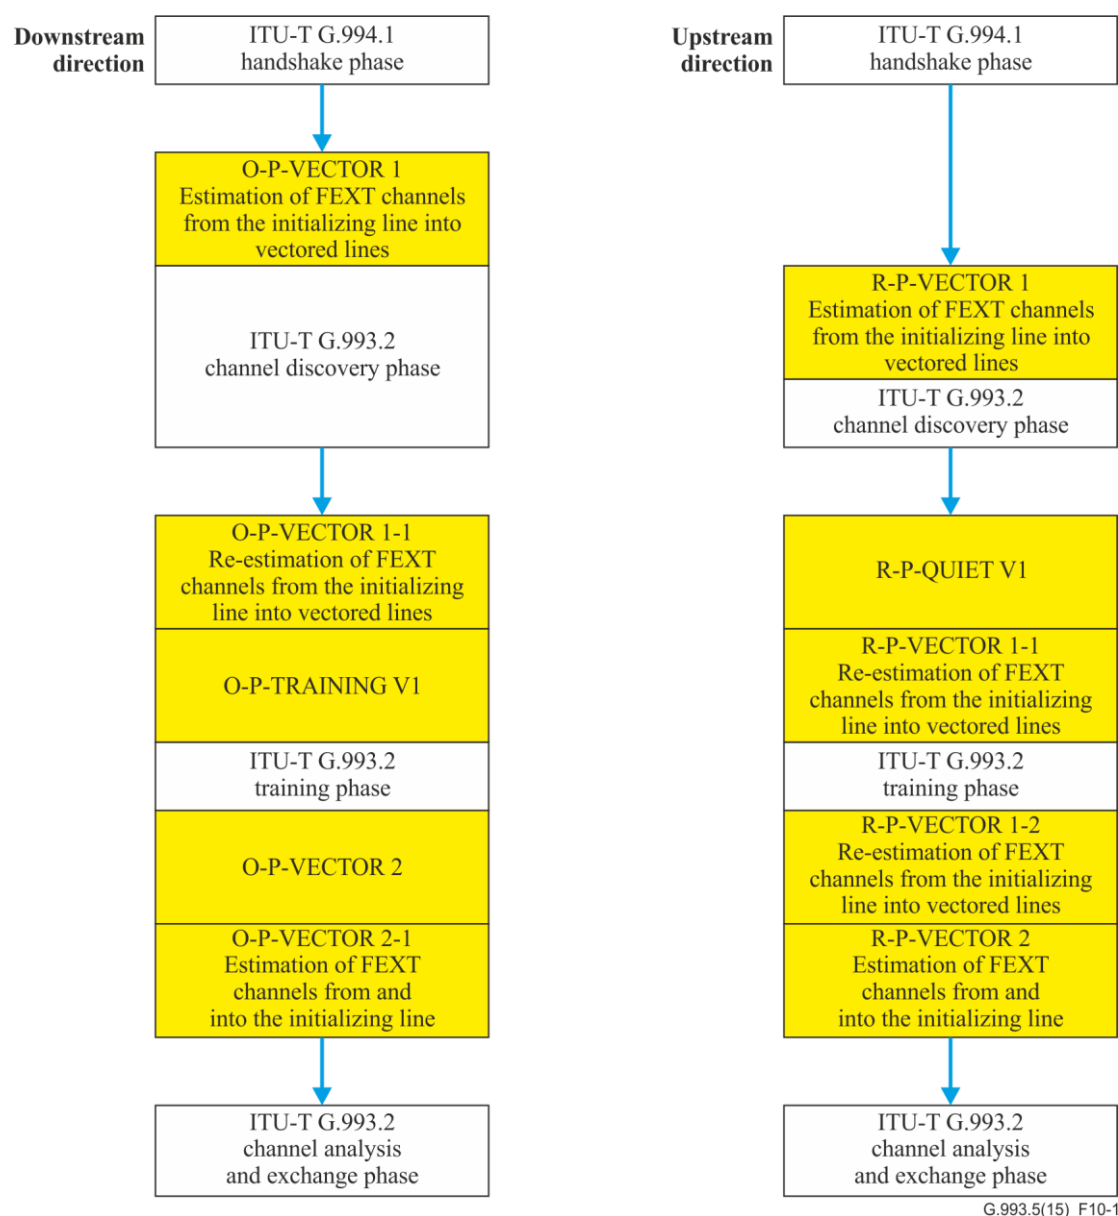 Downstream
direction
ITU-T G.994.1
handshake phase
O-P-VECTOR 1
Estimation of FEXT channels
from the initializing line into
vectored lines
ITU-T G.993.2
channel discovery phase
O-P-VECTOR 1-1
Re-estimation of FEXT
channels from the initializing
line into vectored lines
O-P-TRAINING V1
ITU-T G.993.2
training phase
O-P-VECTOR 2
O-P-VECTOR 2-1
Estimation of FEXT
channels from and
into the initializing line
ITU-T G.993.2
channel analysis
and exchange phase
Upstream
direction
ITU-T G.994.1
handshake phase
R-P-VECTOR 1
Estimation of FEXT channels
from the initializing line into
vectored lines
ITU-T G.993.2
channel discovery phase
R-P-QUIET V1
R-P-VECTOR 1-1
Re-estimation of FEXT
channels from the initializing
line into vectored lines
ITU-T G.993.2
training phase
R-P-VECTOR 1-2
Re-estimation of FEXT
channels from the initializing
line into vectored lines
R-P-VECTOR 2
Estimation of FEXT
channels from and
into the initializing line
ITU-T G.993.2
channel analysis
and exchange phase
G.993.5(15)_F10-1